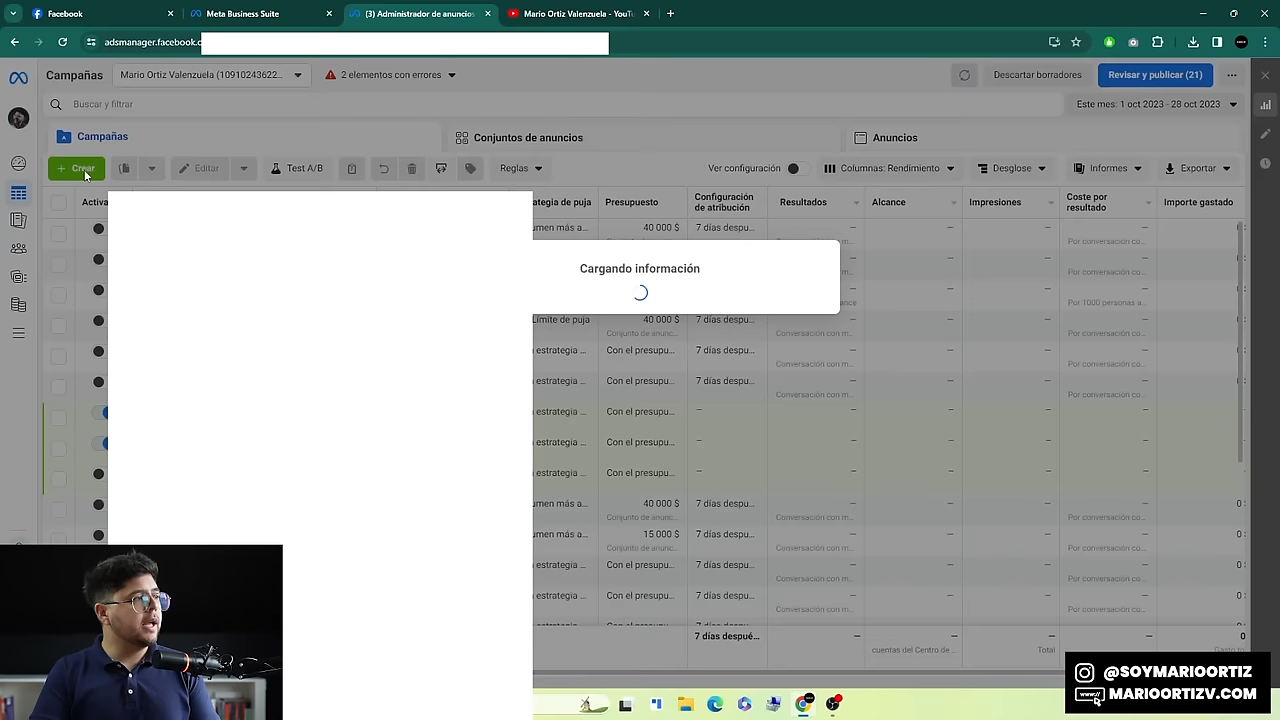 Facebook
Meta Business Suite
(3) Administrador de anuncios
Mario Ortiz Valenzuela - YouTu
adsmanager.facebook.c
Campañas
Mario Ortiz Valenzuela (10910243622...
2 elementos con errores
Descartar borradores
Revisar y publicar (21)
Buscar y filtrar
Este mes: 1 oct 2023 - 28 oct 2023
Campañas
Conjuntos de anuncios
Anuncios
+ Crear
Editar
Test A/B
Reglas
Ver configuración
Columnas: Rendimiento
Desglose
Informes
Exportar
Activa
ategia de puja
Presupuesto
Configuración
de atribución
Resultados
Alcance
Impresiones
Coste por
resultado
Importe gastado
umen más a... 40 000 $ 7 días despu... — — — —
Por conversación co...
— — — —
Por conversación co...
— — — —
ance Por 1000 personas a...
Límite de puja 40 000 $ 7 días despu... — — — —
Conjunto de anunc... Conversación con m... Por conversación co...
estrategia ... Con el presupu... 7 días despu... — — — —
Conversación con m... Por conversación co...
estrategia ... Con el presupu... 7 días despu... — — — —
Conversación con m... Por conversación co...
estrategia ... Con el presupu... — — — — —
estrategia ... Con el presupu... — — — — —
estrategia ... Con el presupu... — — — — —
umen más a... 40 000 $ 7 días despu... — — — — 0
Conjunto de anunc... Conversación con m... Por conversación co...
umen más a... 15 000 $ 7 días despu... — — — — 0
Conjunto de anunc... Conversación con m... Por conversación co...
estrategia ... Con el presupu... 7 días despu... — — — — 0
Conversación con m... Por conversación co...
estrategia ... Con el presupu... 7 días despu... — — — — 0
Conversación con m... Por conversación co...
7 días despué... — — — — 0
cuentas del Centro de ... Total
Cargando información
@SOYMARIOORTIZ
MARIOORTIZV.COM